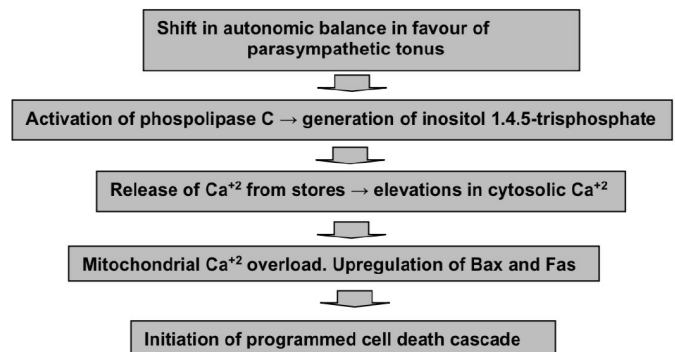 Shift in autonomic balance in favour of
parasympathetic tonus
Activation of phospolipase C → generation of inositol 1.4.5-trisphosphate
Release of Ca⁺² from stores → elevations in cytosolic Ca⁺²
Mitochondrial Ca⁺² overload. Upregulation of Bax and Fas
Initiation of programmed cell death cascade